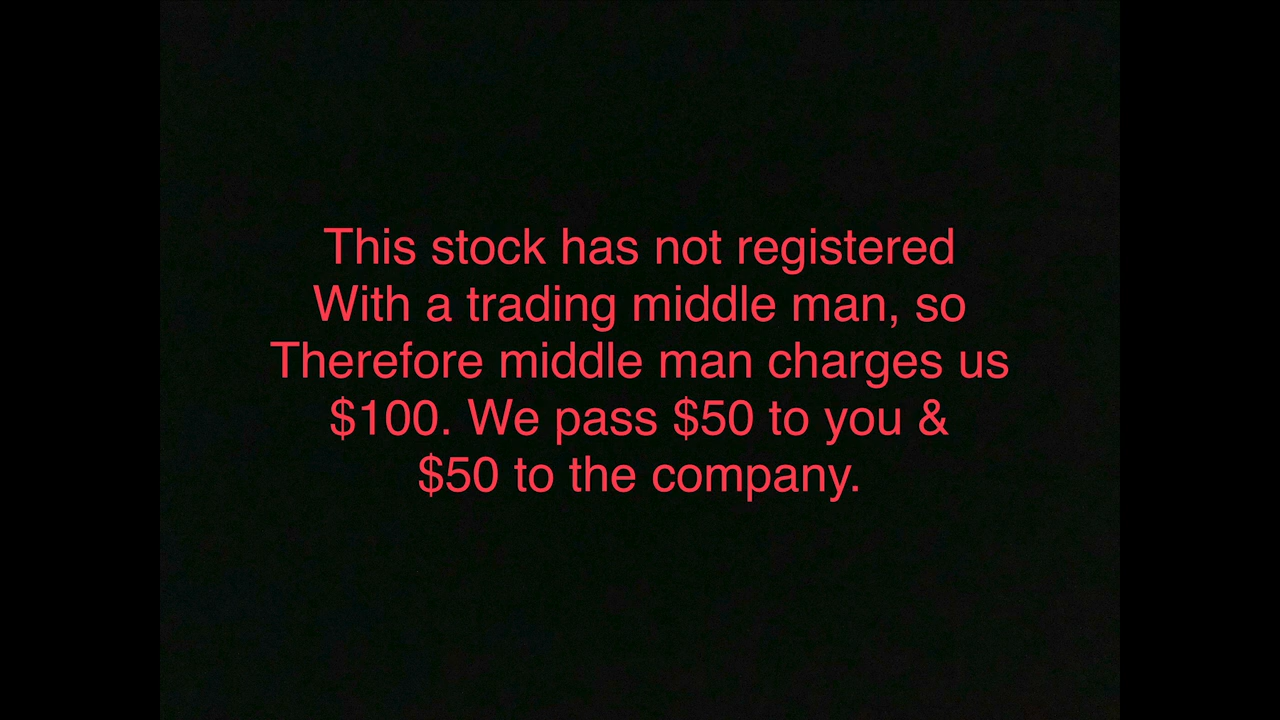 This stock has not registered
With a trading middle man, so
Therefore middle man charges us
$100. We pass $50 to you &
$50 to the company.